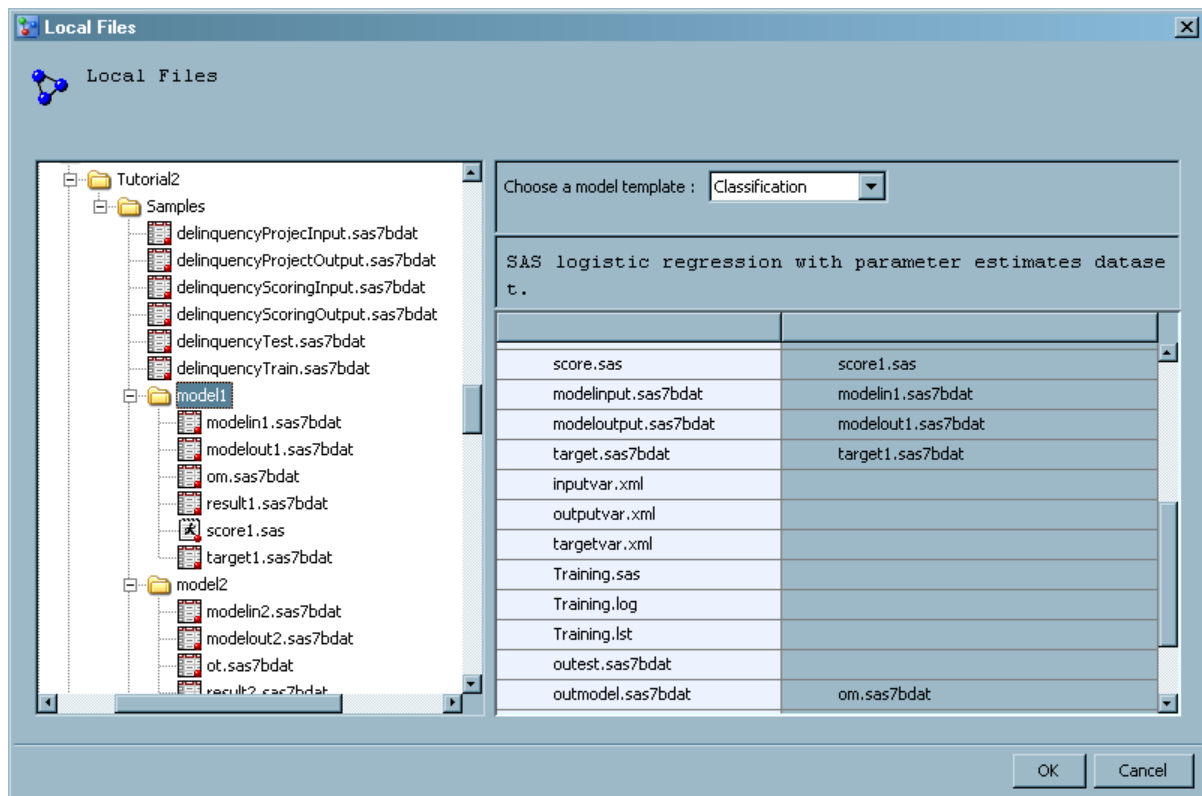 Local Files
Local Files
Tutorial2
Samples
delinquencyProjecInput.sas7bdat
delinquencyProjectOutput.sas7bdat
delinquencyScoringInput.sas7bdat
delinquencyScoringOutput.sas7bdat
delinquencyTest.sas7bdat
delinquencyTrain.sas7bdat
model1
modelin1.sas7bdat
modelout1.sas7bdat
om.sas7bdat
result1.sas7bdat
score1.sas
target1.sas7bdat
model2
modelin2.sas7bdat
modelout2.sas7bdat
ot.sas7bdat
result2.sas7bdat
Choose a model template : Classification
SAS logistic regression with parameter estimates datase
t.
score.sas score1.sas
modelinput.sas7bdat modelin1.sas7bdat
modeloutput.sas7bdat modelout1.sas7bdat
target.sas7bdat target1.sas7bdat
inputvar.xml
outputvar.xml
targetvar.xml
Training.sas
Training.log
Training.lst
outest.sas7bdat
outmodel.sas7bdat om.sas7bdat
OK Cancel